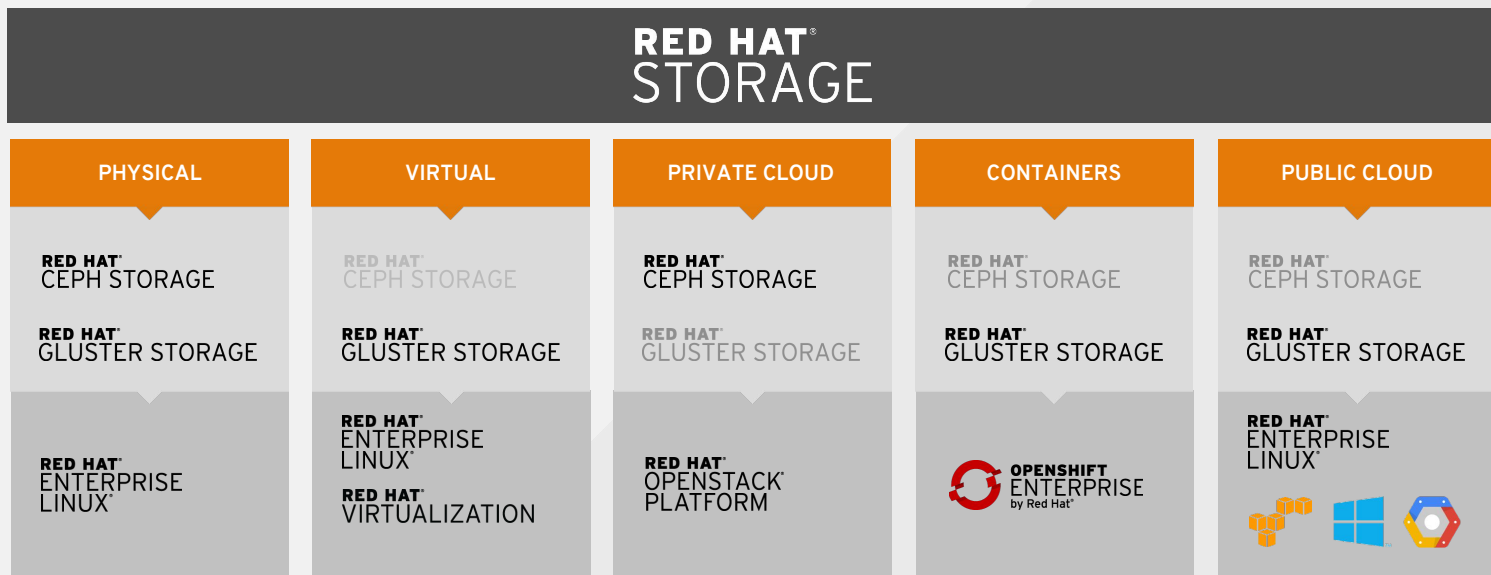 RED HAT®
STORAGE
PHYSICAL
RED HAT®
CEPH STORAGE
RED HAT®
GLUSTER STORAGE
RED HAT®
ENTERPRISE
LINUX®
VIRTUAL
RED HAT®
CEPH STORAGE
RED HAT®
GLUSTER STORAGE
RED HAT®
ENTERPRISE
LINUX®
RED HAT®
VIRTUALIZATION
PRIVATE CLOUD
RED HAT®
CEPH STORAGE
RED HAT®
GLUSTER STORAGE
RED HAT®
OPENSTACK®
PLATFORM
CONTAINERS
RED HAT®
CEPH STORAGE
RED HAT®
GLUSTER STORAGE
OPENSHIFT
ENTERPRISE
by Red Hat®
PUBLIC CLOUD
RED HAT®
CEPH STORAGE
RED HAT®
GLUSTER STORAGE
RED HAT®
ENTERPRISE
LINUX®
™